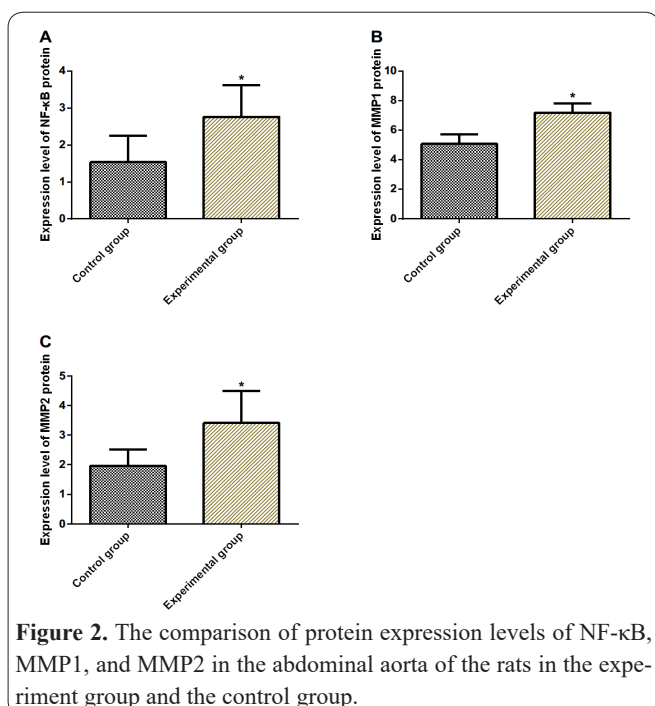 A
Expression level of NF-κB protein
4
3
2
1
0
*
Control group
Experimental group
B
Expression level of MMP1 protein
10
8
6
4
2
0
*
Control group
Experimental group
C
Expression level of MMP2 protein
5
4
3
2
1
0
*
Control group
Experimental group
Figure 2. The comparison of protein expression levels of NF-κB,
MMP1, and MMP2 in the abdominal aorta of the rats in the expe-
riment group and the control group.